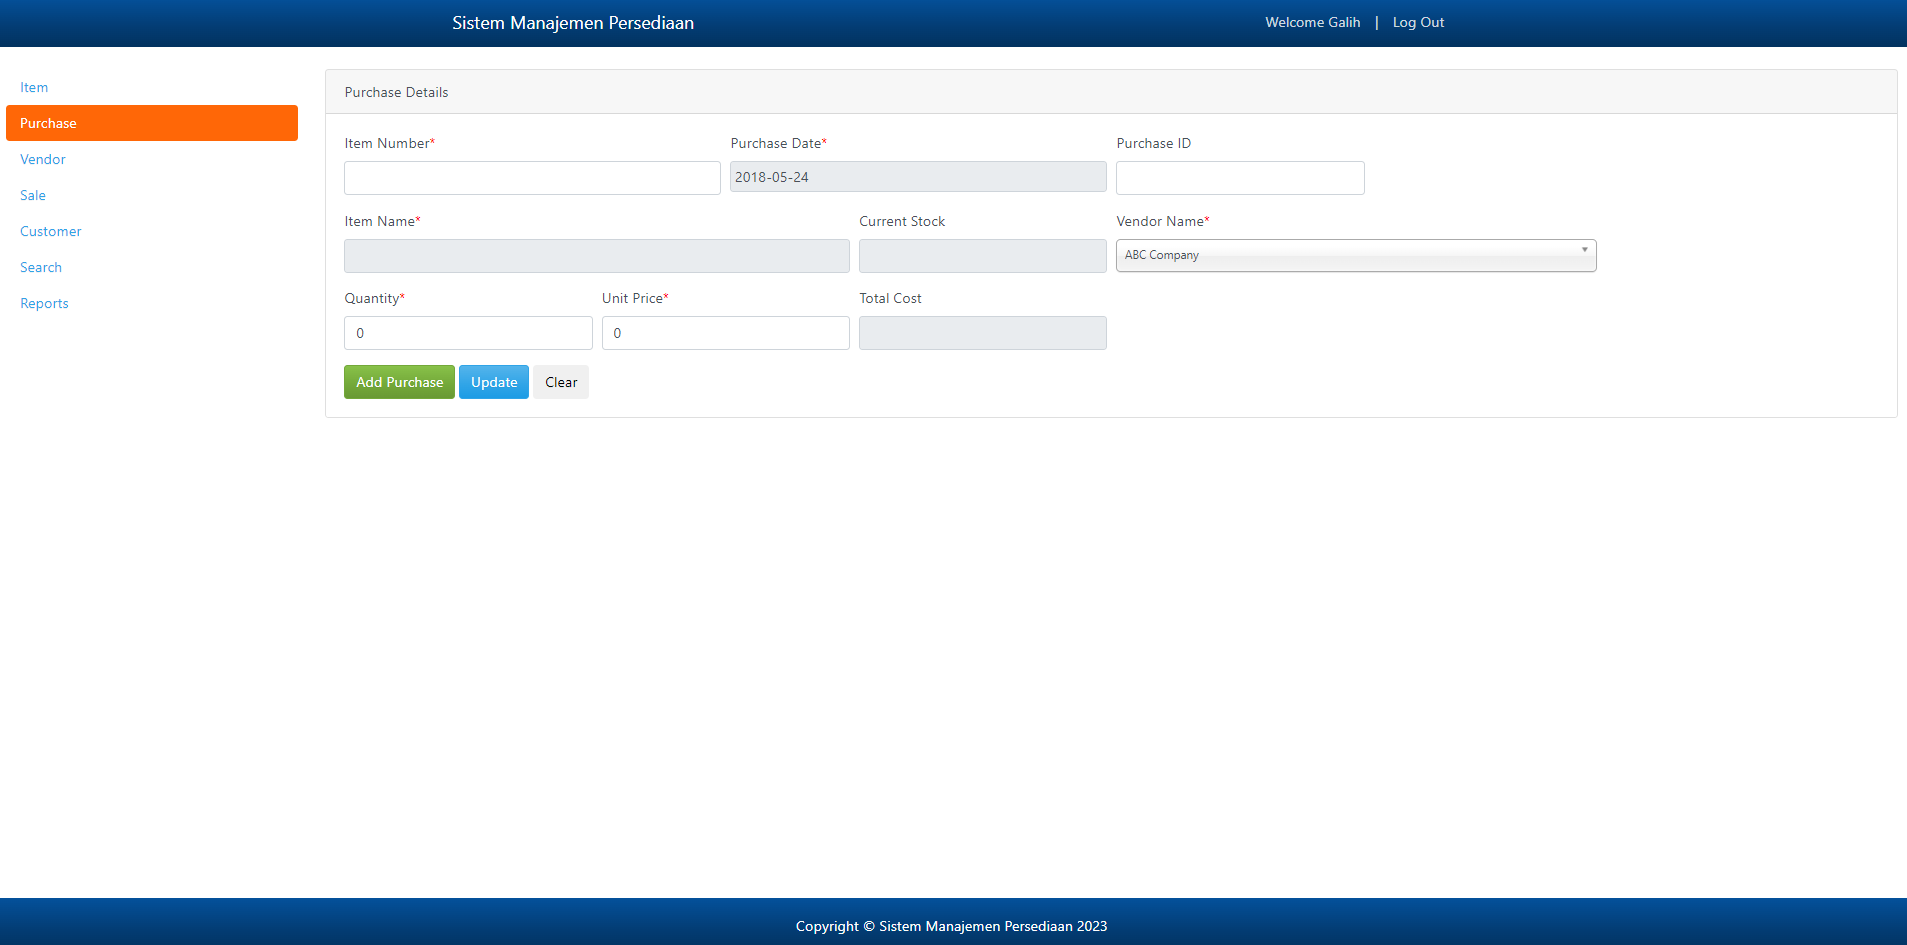 Sistem Manajemen Persediaan
Welcome Galih | Log Out
Item
Purchase
Vendor
Sale
Customer
Search
Reports
Purchase Details
Item Number* Purchase Date* Purchase ID
2018-05-24
Item Name* Current Stock Vendor Name*
ABC Company
Quantity* Unit Price* Total Cost
0 0
Add Purchase Update Clear
Copyright © Sistem Manajemen Persediaan 2023